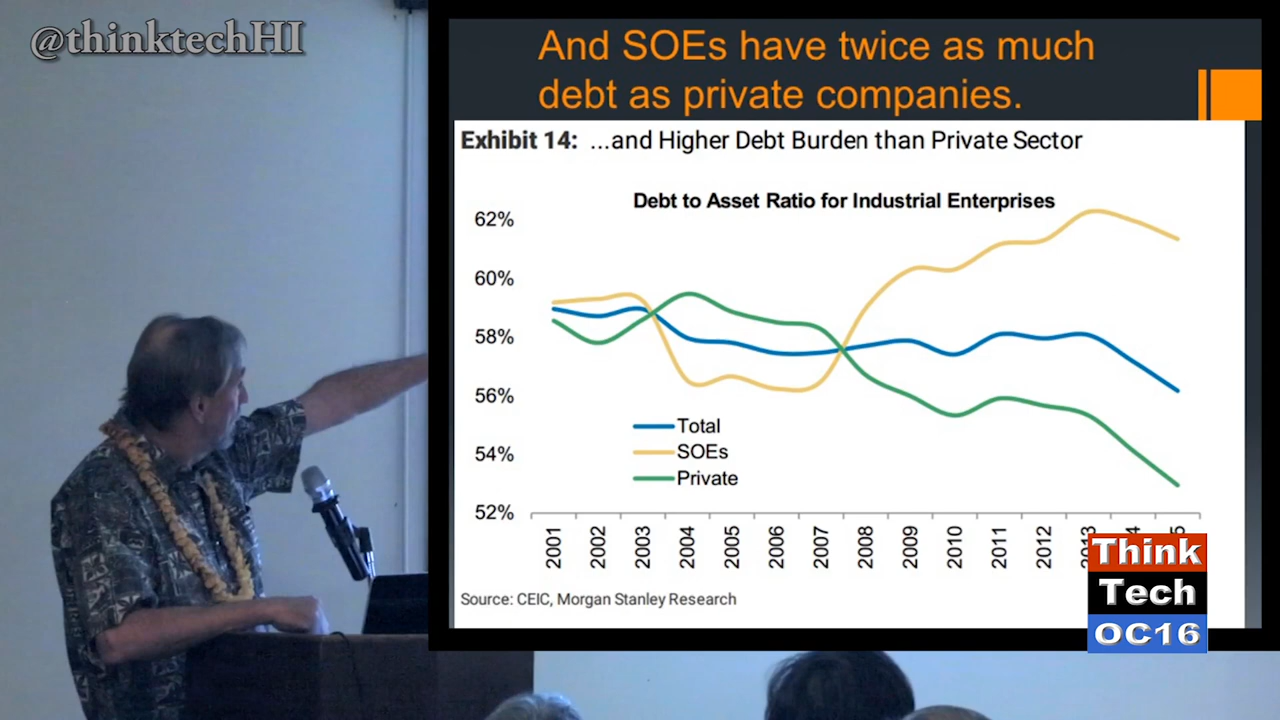 @thinktechHI
And SOEs have twice as much
debt as private companies.
Exhibit 14: ...and Higher Debt Burden than Private Sector
Debt to Asset Ratio for Industrial Enterprises
62%
60%
58%
56%
54%
52%
Total
SOEs
Private
2001
2002
2003
2004
2005
2006
2007
2008
2009
2010
2011
2012
Source: CEIC, Morgan Stanley Research
Think
Tech
OC16